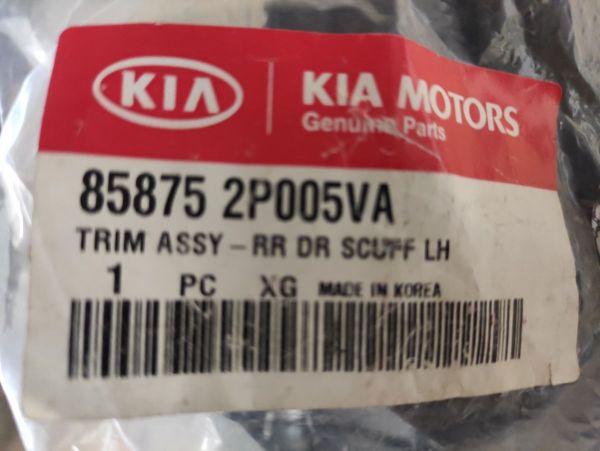 KIA
KIA MOTORS
Genuine Parts
85875 2P005VA
TRIM ASSY-RR DR SCUFF LH
1 PC XG MADE IN KOREA